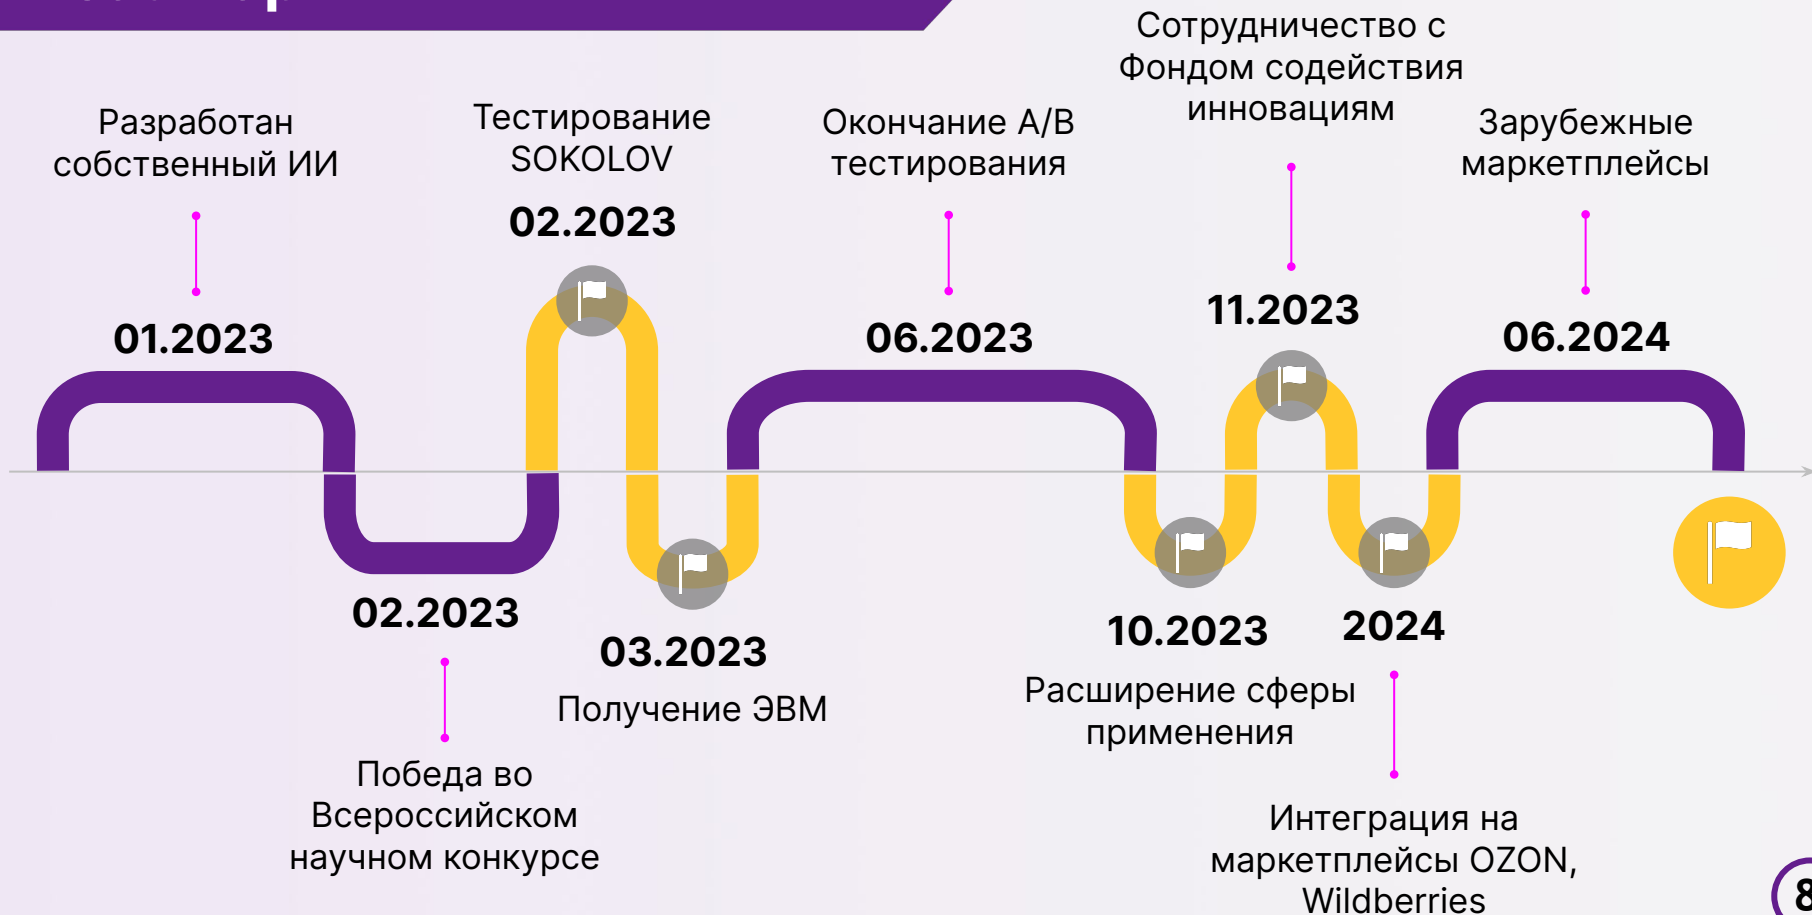 Разработан
собственный ИИ
01.2023
02.2023
Победа во
Всероссийском
научном конкурсе
Тестирование
SOKOLOV
02.2023
03.2023
Получение ЭВМ
Окончание А/В
тестирования
06.2023
10.2023
Расширение сферы
применения
Сотрудничество с
Фондом содействия
инновациям
11.2023
2024
Интеграция на
маркетплейсы OZON,
Wildberries
Зарубежные
маркетплейсы
06.2024
8